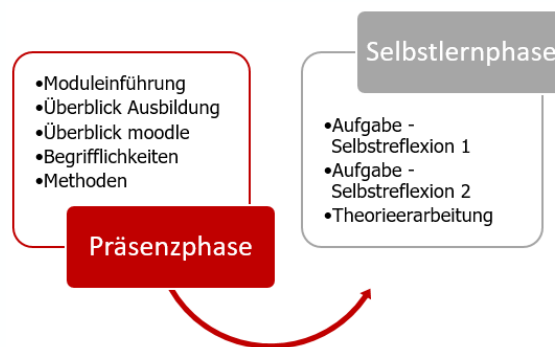 •Moduleinführung
•Überblick Ausbildung
•Überblick moodle
•Begrifflichkeiten
•Methoden
Präsenzphase
Selbstlernphase
•Aufgabe -
Selbstreflexion 1
•Aufgabe -
Selbstreflexion 2
•Theorieerarbeitung